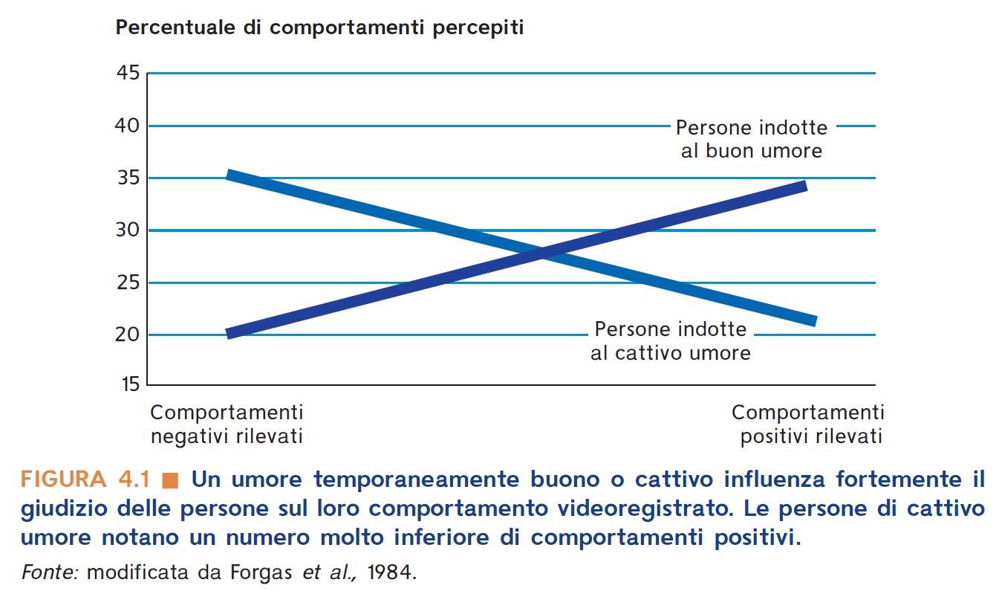 Percentuale di comportamenti percepiti
45
40
35
30
25
20
15
Persone indotte
al buon umore
Persone indotte
al cattivo umore
Comportamenti
negativi rilevati
Comportamenti
positivi rilevati
FIGURA 4.1 ■ Un umore temporaneamente buono o cattivo influenza fortemente il
giudizio delle persone sul loro comportamento videoregistrato. Le persone di cattivo
umore notano un numero molto inferiore di comportamenti positivi.
Fonte: modificata da Forgas et al., 1984.